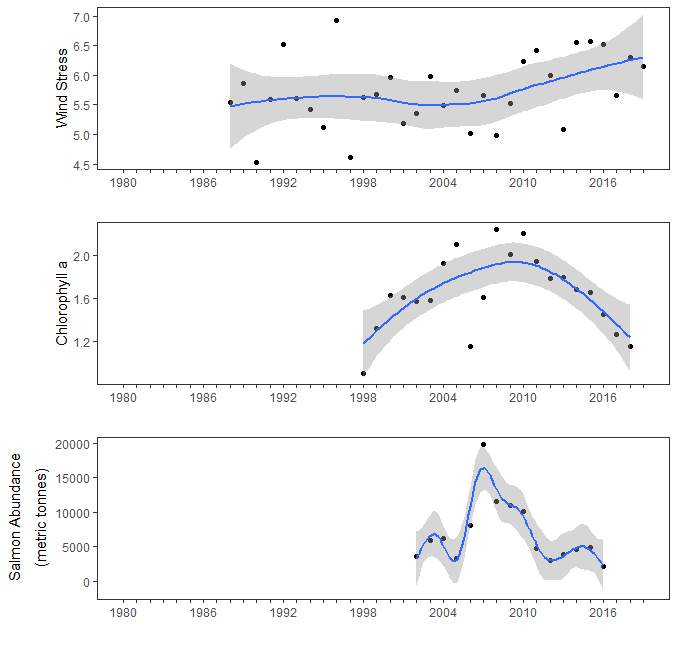 Wind Stress
7.0
6.5
6.0
5.5
5.0
4.5
1980 1986 1992 1998 2004 2010 2016
Chlorophyll a
2.0
1.6
1.2
1980 1986 1992 1998 2004 2010 2016
Salmon Abundance
(metric tonnes)
20000
15000
10000
5000
0
1980 1986 1992 1998 2004 2010 2016